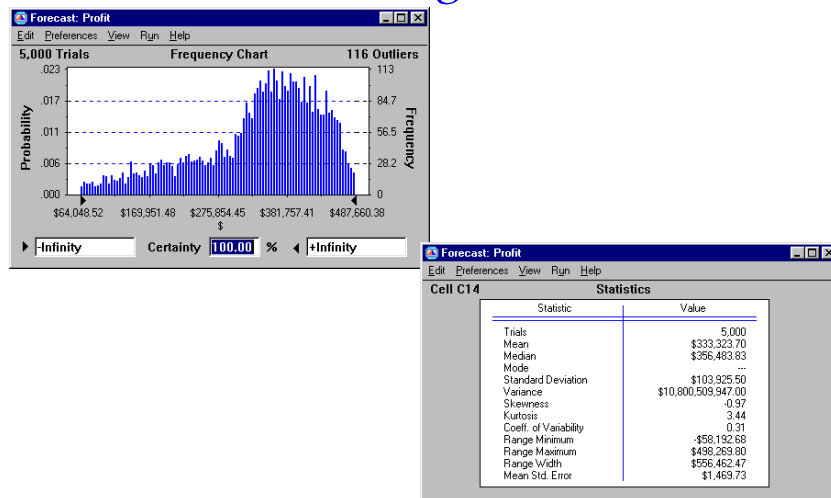 Forecast: Profit
Edit Preferences View Run Help
5,000 Trials Frequency Chart 116 Outliers
.023 113
.017 84.7
.011 56.5
.006 28.2
.000 0
Probability
Frequency
$64,048.52 $169,951.48 $275,854.45 $381,757.41 $487,660.38
$
-Infinity Certainty 100.00 % +Infinity
Forecast: Profit
Edit Preferences View Run Help
Cell C14 Statistics
Statistic Value
Trials 5,000
Mean $333,323.70
Median $356,483.83
Mode ---
Standard Deviation $103,925.50
Variance $10,800,509,947.00
Skewness -0.97
Kurtosis 3.44
Coeff. of Variability 0.31
Range Minimum -$58,192.68
Range Maximum $498,269.80
Range Width $556,462.47
Mean Std. Error $1,469.73